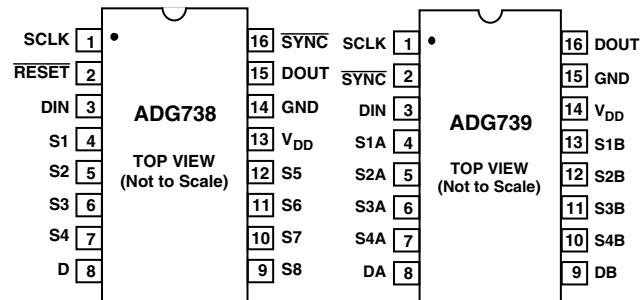 SCLK 1 16 S̅Y̅N̅C̅
R̅E̅S̅E̅T̅ 2 15 DOUT
DIN 3 14 GND
ADG738
S1 4 13 VDD
TOP VIEW
(Not to Scale)
S2 5 12 S5
S3 6 11 S6
S4 7 10 S7
D 8 9 S8
SCLK 1 16 DOUT
S̅Y̅N̅C̅ 2 15 GND
DIN 3 14 VDD
ADG739
S1A 4 13 S1B
TOP VIEW
(Not to Scale)
S2A 5 12 S2B
S3A 6 11 S3B
S4A 7 10 S4B
DA 8 9 DB